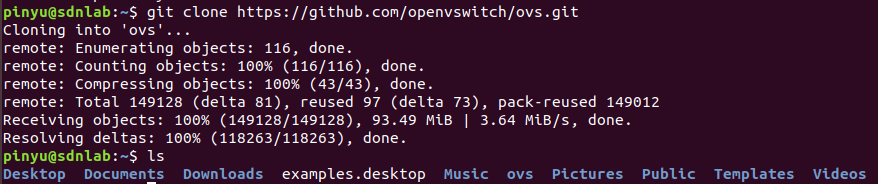 pinyu@sdnlab:~$ git clone https://github.com/openvswitch/ovs.git
Cloning into 'ovs'...
remote: Enumerating objects: 116, done.
remote: Counting objects: 100% (116/116), done.
remote: Compressing objects: 100% (43/43), done.
remote: Total 149128 (delta 81), reused 97 (delta 73), pack-reused 149012
Receiving objects: 100% (149128/149128), 93.49 MiB | 3.64 MiB/s, done.
Resolving deltas: 100% (118263/118263), done.
pinyu@sdnlab:~$ ls
Desktop  Documents  Downloads  examples.desktop  Music  ovs  Pictures  Public  Templates  Videos